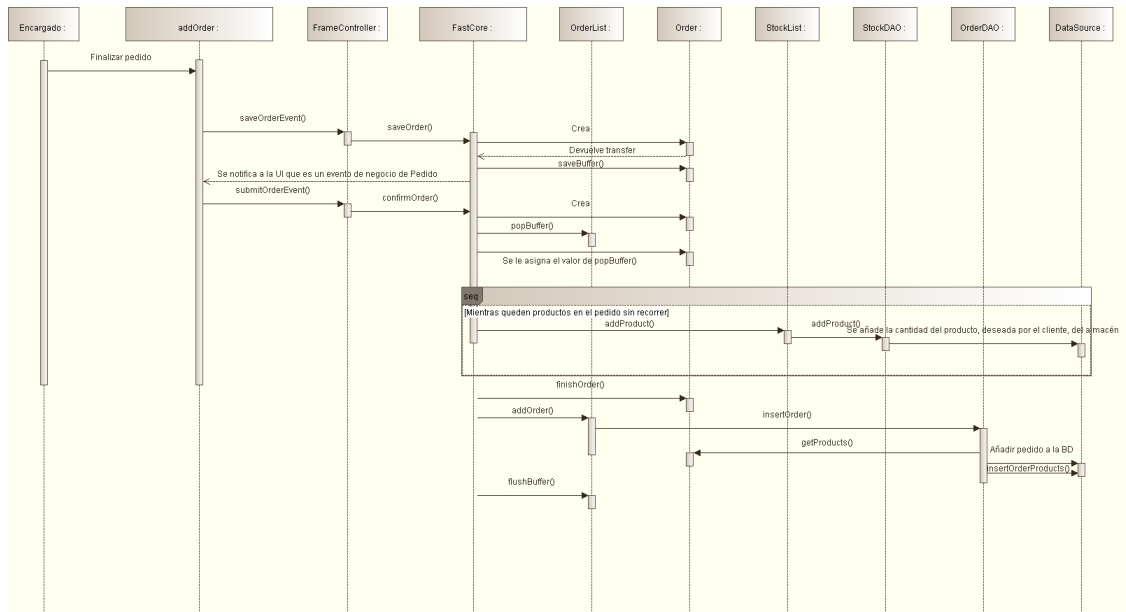 Encargado :
addOrder :
FrameController :
FastCore :
OrderList :
Order :
StockList :
StockDAO :
OrderDAO :
DataSource :
Finalizar pedido
saveOrderEvent()
saveOrder()
Crea
Devuelve transfer
saveBuffer()
Se notifica a la UI que es un evento de negocio de Pedido
submitOrderEvent()
confirmOrder()
Crea
popBuffer()
Se le asigna el valor de popBuffer()
seq
[Mientras queden productos en el pedido sin recorrer]
addProduct()
addProduct()
Se añade la cantidad del producto, deseada por el cliente, del almacén
finishOrder()
addOrder()
insertOrder()
getProducts()
Añadir pedido a la BD
insertOrderProducts()
flushBuffer()